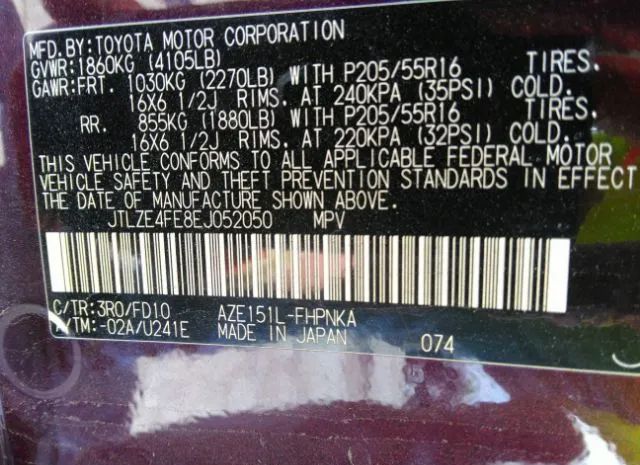 MFD.BY:TOYOTA MOTOR CORPORATION
GVWR:1860KG (4105LB)
GAWR:FRT. 1030KG (2270LB) WITH P205/55R16 TIRES.
16X6 1/2J RIMS. AT 240KPA (35PSI) COLD.
RR. 855KG (1880LB) WITH P205/55R16 TIRES.
16X6 1/2J RIMS. AT 220KPA (32PSI) COLD.
THIS VEHICLE CONFORMS TO ALL APPLICABLE FEDERAL MOTOR
VEHICLE SAFETY AND THEFT PREVENTION STANDARDS IN EFFECT
THE DATE OF MANUFACTURE SHOWN ABOVE.
JTLZE4FE8EJ052050 MPV
C/TR:3R0/FD10 AZE151L-FHPNKA
A/TM:-02A/U241E MADE IN JAPAN 074